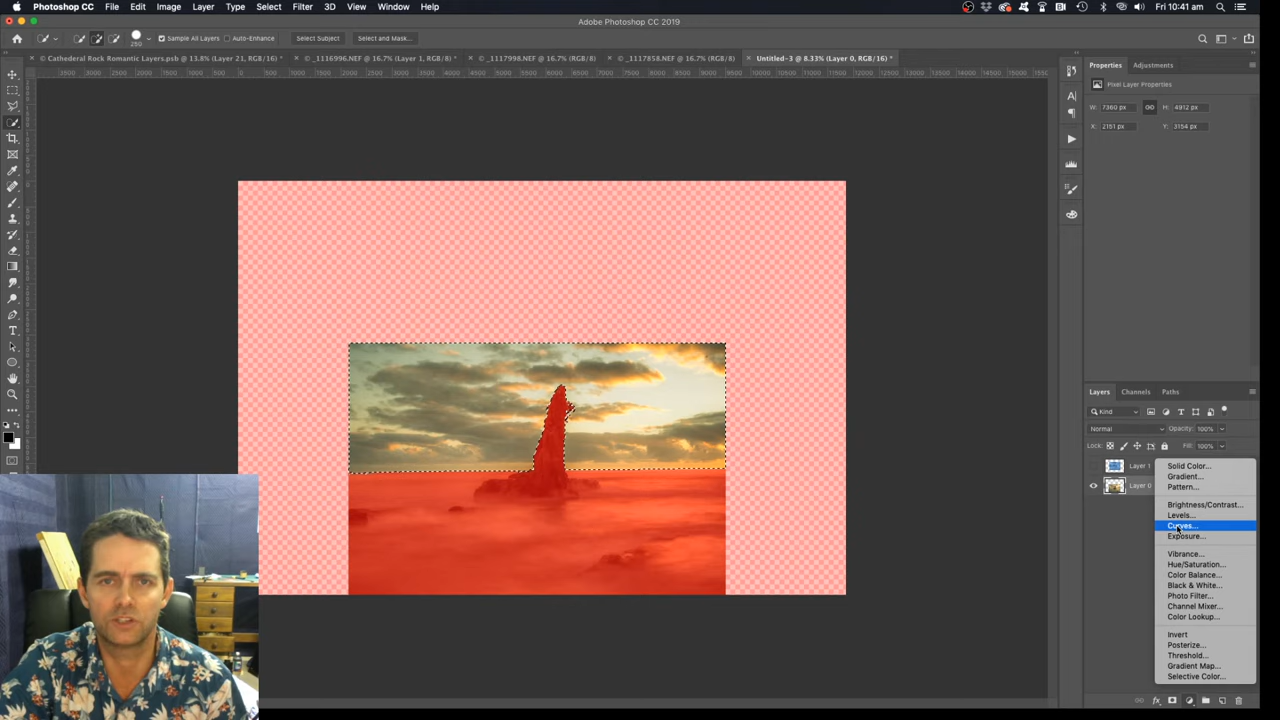 Photoshop CC File Edit Image Layer Type Select Filter 3D View Window Help Fri 10:41 am
Adobe Photoshop CC 2019
250 Sample All Layers Auto-Enhance Select Subject Select and Mask...
× © Cathedral Rock Romantic Layers.psb @ 13.8% (Layer 21, RGB/16) * × © _1116996.NEF @ 16.7% (Layer 1, RGB/8) * × © _1117998.NEF @ 16.7% (RGB/8) × © _1117858.NEF @ 16.7% (RGB/8) × Untitled-3 @ 8.33% (Layer 0, RGB/16) *
Properties Adjustments
Pixel Layer Properties
W: 7360 px H: 4912 px
X: 2151 px Y: 3154 px
Layers Channels Paths
Kind
Normal Opacity: 100%
Lock: Fill: 100%
Layer 1
Layer 0
Solid Color...
Gradient...
Pattern...
Brightness/Contrast...
Levels...
Curves...
Exposure...
Vibrance...
Hue/Saturation...
Color Balance...
Black & White...
Photo Filter...
Channel Mixer...
Color Lookup...
Invert
Posterize...
Threshold...
Gradient Map...
Selective Color...